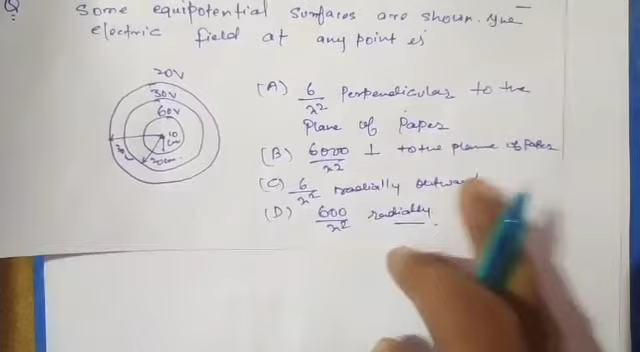 Q Some equipotential Surfaces are shown. The
electric field at any point is
20V
30V
60V
10
cm
20cm.
(A) 6/x² Perpendicular to the
Plane of Paper
(B) 6000/x² ⊥ to the plane of Paper
(C) 6/x² radially outward
(D) 600/x² radially.